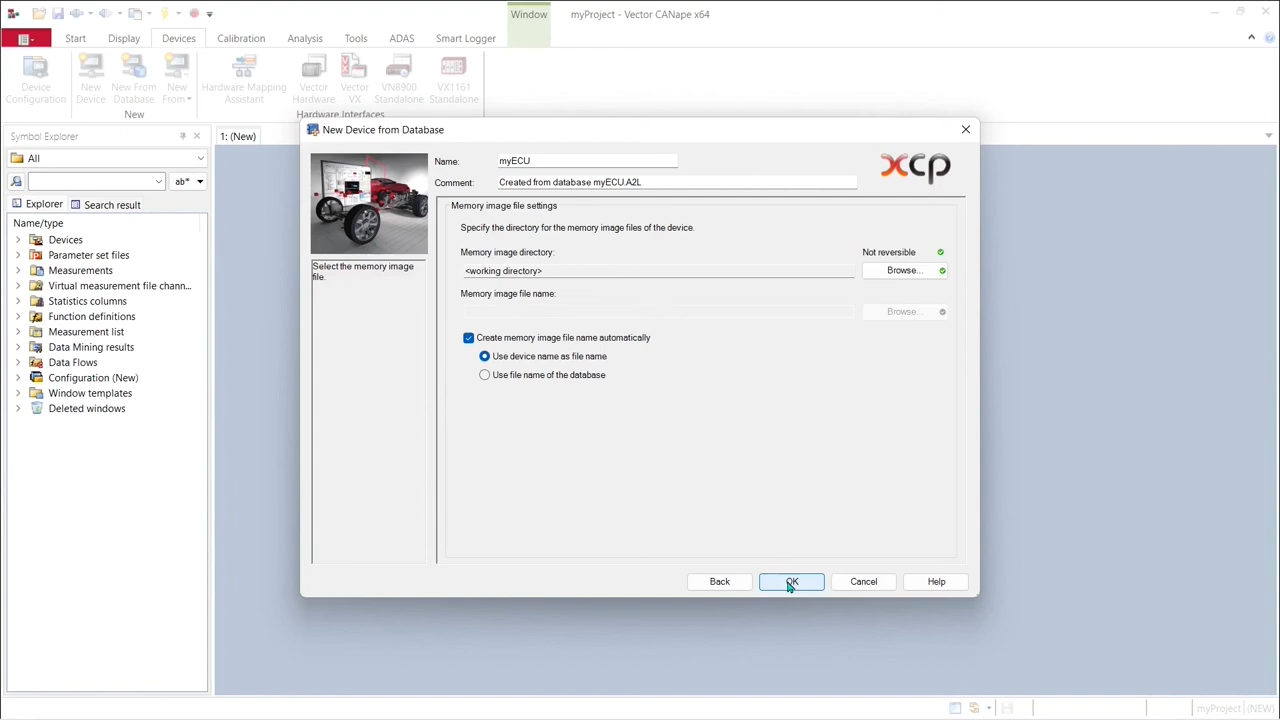 Window
myProject - Vector CANape x64
Start
Display
Devices
Calibration
Analysis
Tools
ADAS
Smart Logger
Device Configuration
New Device
New From Database
New From
Hardware Mapping Assistant
Vector Hardware
Vector VX
VN8900 Standalone
VX1161 Standalone
New
Hardware Interfaces
Symbol Explorer
1: (New)
All
ab*
Explorer
Search result
Name/type
Devices
Parameter set files
Measurements
Virtual measurement file chann...
Statistics columns
Function definitions
Measurement list
Data Mining results
Data Flows
Configuration (New)
Window templates
Deleted windows
New Device from Database
Name:
myECU
Comment:
Created from database myECU.A2L
xcp
Select the memory image
file.
Memory image file settings
Specify the directory for the memory image files of the device.
Memory image directory:
Not reversible
<working directory>
Browse...
Memory image file name:
Browse...
Create memory image file name automatically
Use device name as file name
Use file name of the database
Back
OK
Cancel
Help
myProject
(NEW)